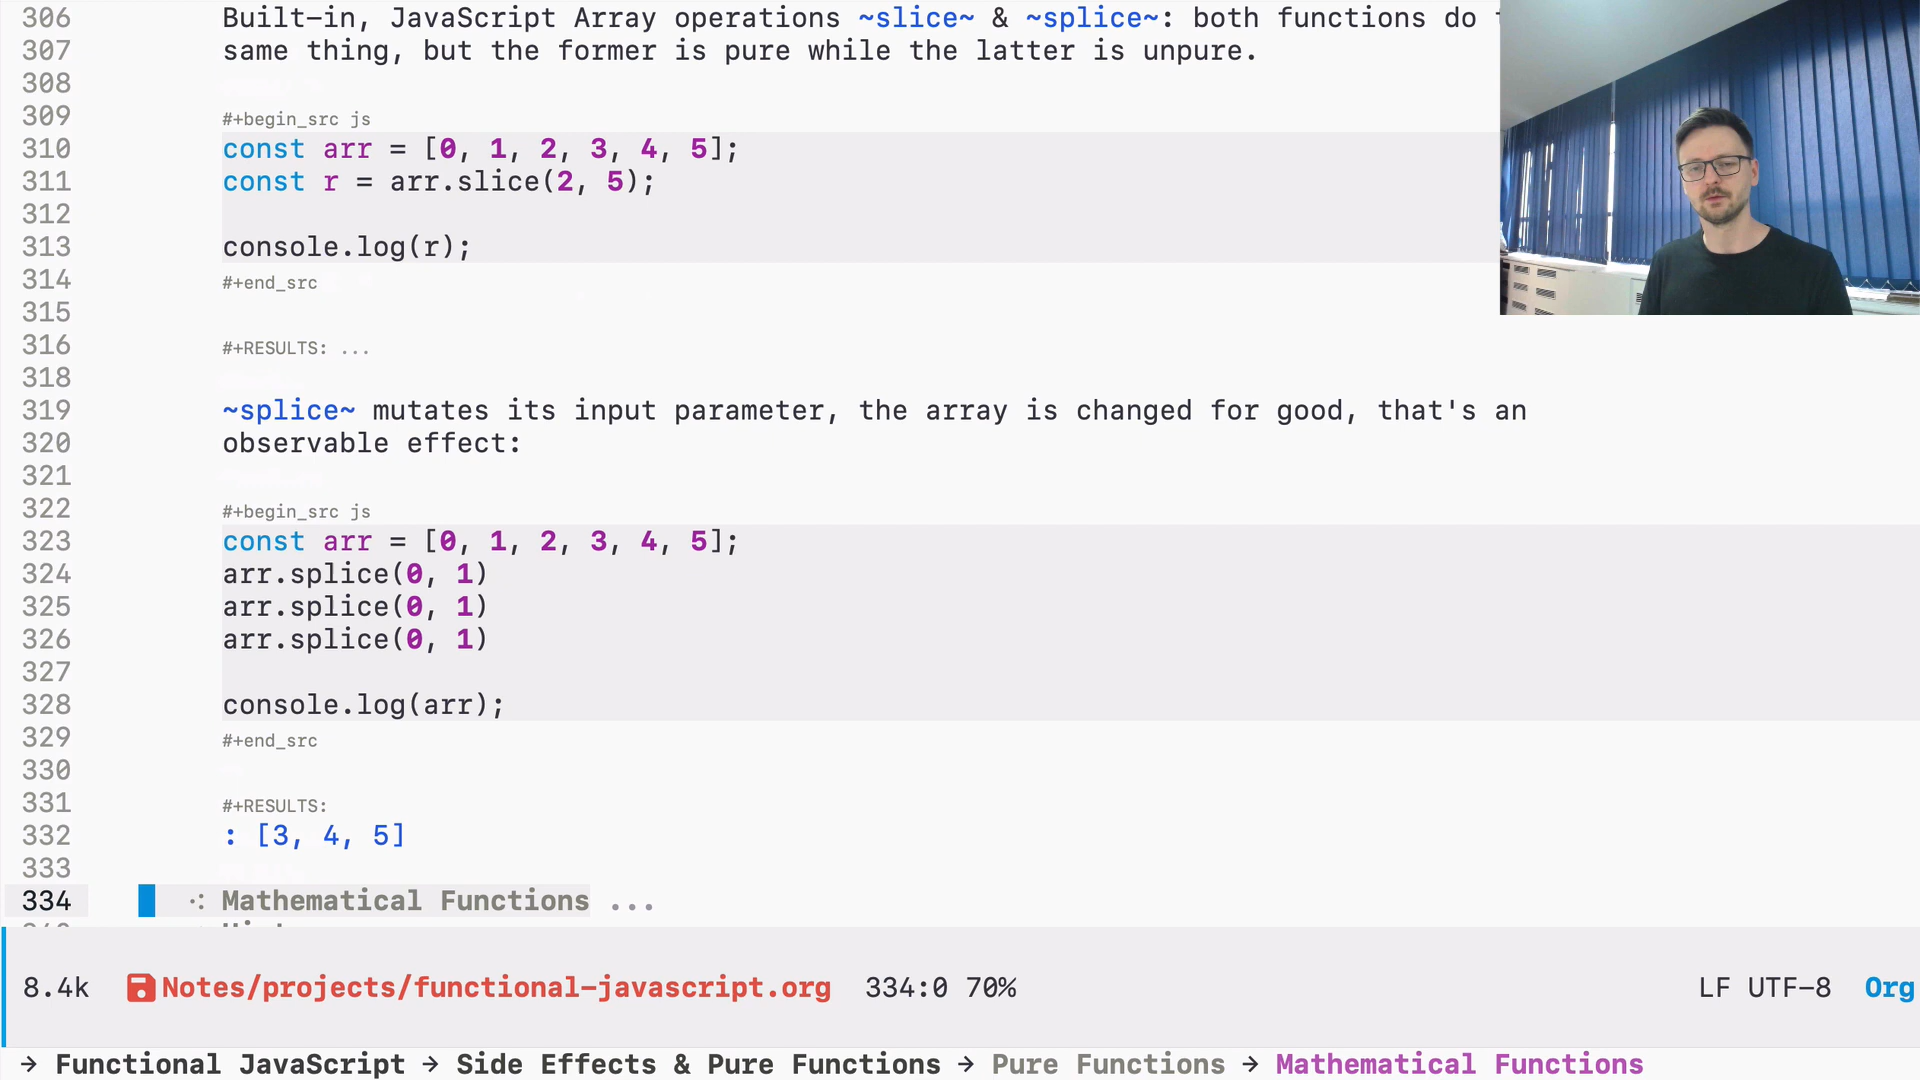 306 Built-in, JavaScript Array operations ~slice~ & ~splice~: both functions do
307 same thing, but the former is pure while the latter is unpure.
308
309 #+begin_src js
310 const arr = [0, 1, 2, 3, 4, 5];
311 const r = arr.slice(2, 5);
312
313 console.log(r);
314 #+end_src
315
316 #+RESULTS: ...
318
319 ~splice~ mutates its input parameter, the array is changed for good, that's an
320 observable effect:
321
322 #+begin_src js
323 const arr = [0, 1, 2, 3, 4, 5];
324 arr.splice(0, 1)
325 arr.splice(0, 1)
326 arr.splice(0, 1)
327
328 console.log(arr);
329 #+end_src
330
331 #+RESULTS:
332 : [3, 4, 5]
333
334 Mathematical Functions ...
8.4k Notes/projects/functional-javascript.org 334:0 70% LF UTF-8 Org
→ Functional JavaScript → Side Effects & Pure Functions → Pure Functions → Mathematical Functions